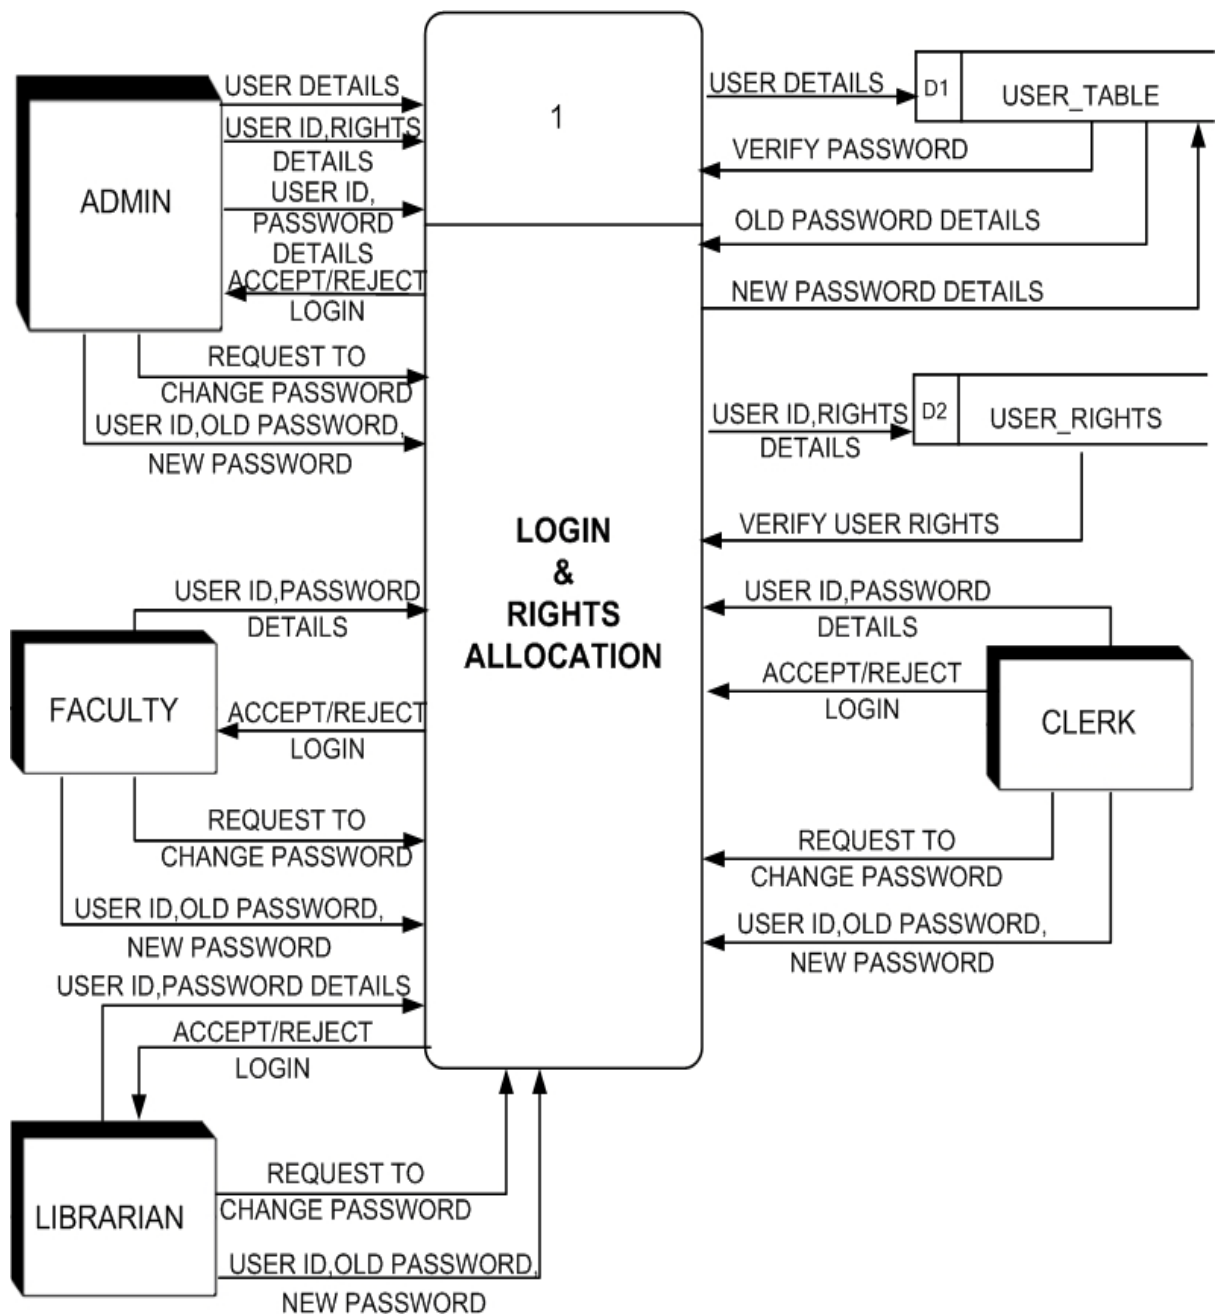 USER DETAILS
USER ID,RIGHTS
DETAILS
USER ID,
PASSWORD
DETAILS
ACCEPT/REJECT
LOGIN
ADMIN
REQUEST TO
CHANGE PASSWORD
USER ID,OLD PASSWORD,
NEW PASSWORD
1
LOGIN
&
RIGHTS
ALLOCATION
USER DETAILS
D1
USER_TABLE
VERIFY PASSWORD
OLD PASSWORD DETAILS
NEW PASSWORD DETAILS
USER ID,RIGHTS
DETAILS
D2
USER_RIGHTS
VERIFY USER RIGHTS
USER ID,PASSWORD
DETAILS
FACULTY
ACCEPT/REJECT
LOGIN
REQUEST TO
CHANGE PASSWORD
USER ID,OLD PASSWORD,
NEW PASSWORD
USER ID,PASSWORD
DETAILS
ACCEPT/REJECT
LOGIN
CLERK
REQUEST TO
CHANGE PASSWORD
USER ID,OLD PASSWORD,
NEW PASSWORD
USER ID,PASSWORD DETAILS
ACCEPT/REJECT
LOGIN
LIBRARIAN
REQUEST TO
CHANGE PASSWORD
USER ID,OLD PASSWORD,
NEW PASSWORD